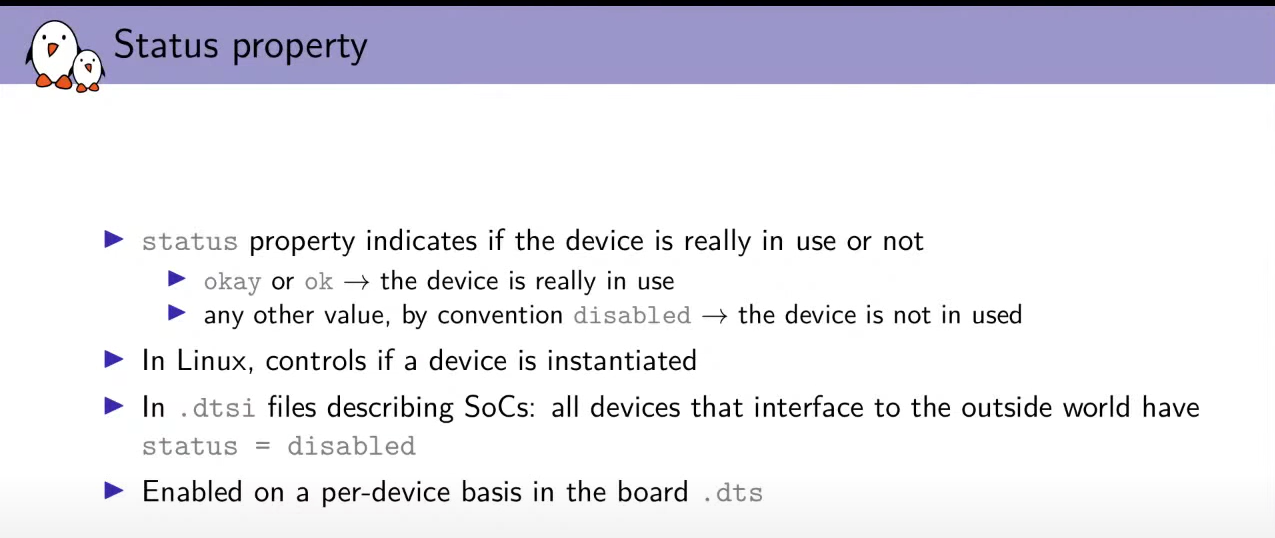 Status property
▶ status property indicates if the device is really in use or not
▶ okay or ok → the device is really in use
▶ any other value, by convention disabled → the device is not in used
▶ In Linux, controls if a device is instantiated
▶ In .dtsi files describing SoCs: all devices that interface to the outside world have
status = disabled
▶ Enabled on a per-device basis in the board .dts